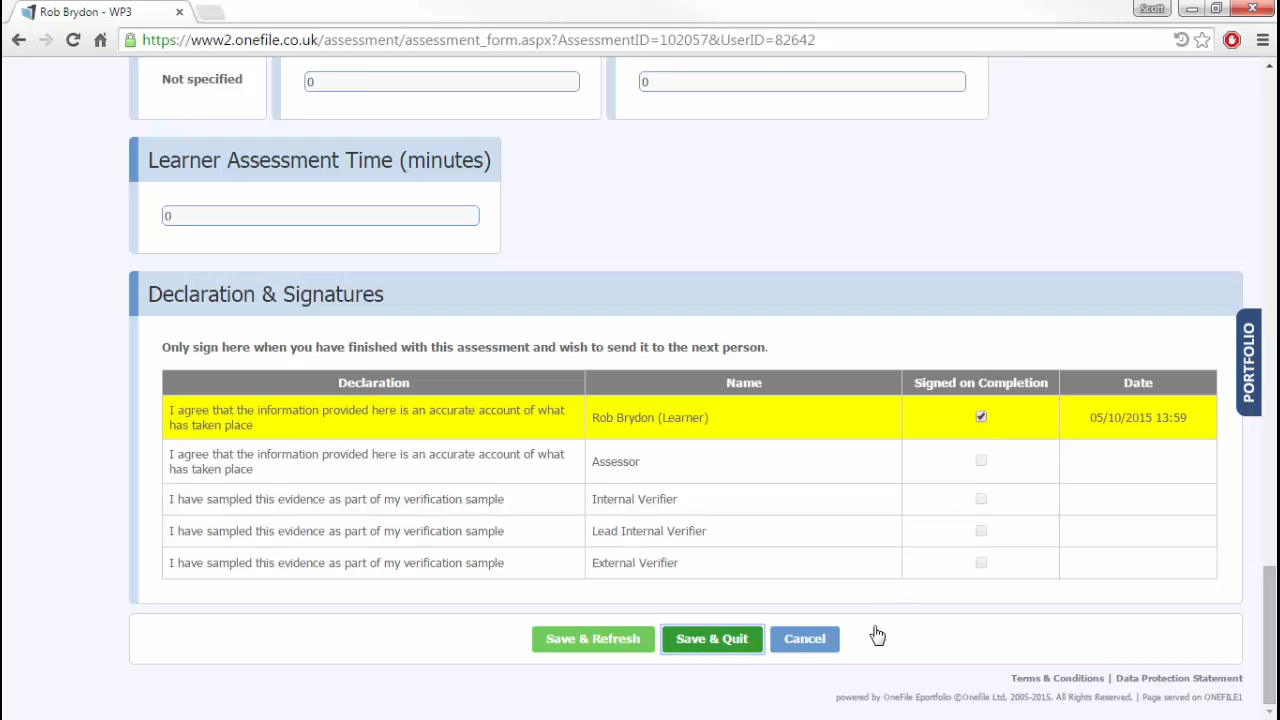 Rob Brydon - WP3
Scott
https://www2.onefile.co.uk/assessment/assessment_form.aspx?AssessmentID=102057&UserID=82642
Not specified
0
0
Learner Assessment Time (minutes)
0
Declaration & Signatures
PORTFOLIO
Only sign here when you have finished with this assessment and wish to send it to the next person.
Declaration Name Signed on Completion Date
I agree that the information provided here is an accurate account of what
has taken place
Rob Brydon (Learner)
05/10/2015 13:59
I agree that the information provided here is an accurate account of what
has taken place
Assessor
I have sampled this evidence as part of my verification sample Internal Verifier
I have sampled this evidence as part of my verification sample Lead Internal Verifier
I have sampled this evidence as part of my verification sample External Verifier
Save & Refresh Save & Quit Cancel
Terms & Conditions | Data Protection Statement
powered by OneFile Eportfolio ©Onefile Ltd, 2005-2015. All Rights Reserved. | Page served on ONEFILE1